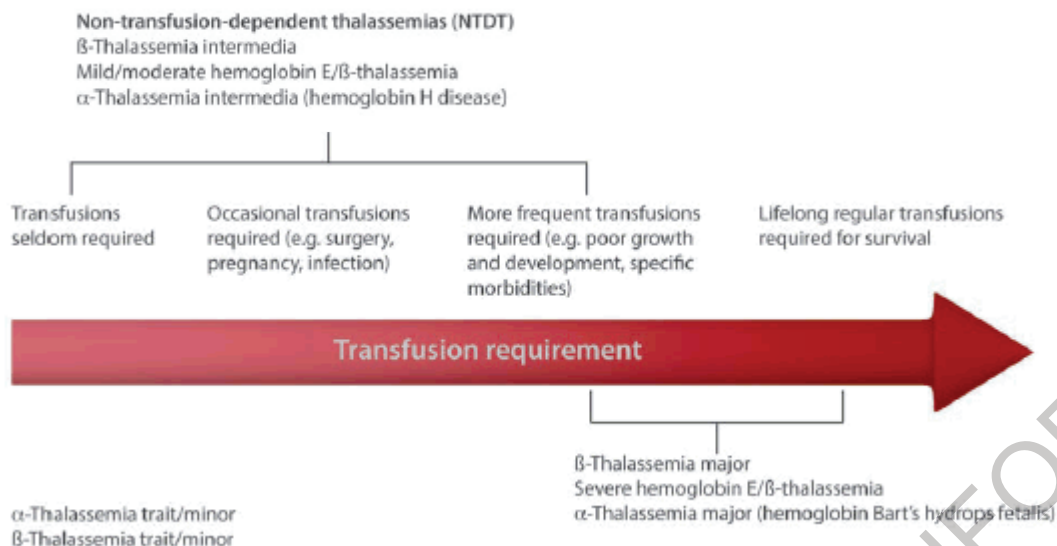 Non-transfusion-dependent thalassemias (NTDT)
ß-Thalassemia intermedia
Mild/moderate hemoglobin E/ß-thalassemia
α-Thalassemia intermedia (hemoglobin H disease)
Transfusions
seldom required
Occasional transfusions
required (e.g. surgery,
pregnancy, infection)
More frequent transfusions
required (e.g. poor growth
and development, specific
morbidities)
Lifelong regular transfusions
required for survival
Transfusion requirement
ß-Thalassemia major
Severe hemoglobin E/ß-thalassemia
α-Thalassemia major (hemoglobin Bart's hydrops fetalis)
α-Thalassemia trait/minor
ß-Thalassemia trait/minor